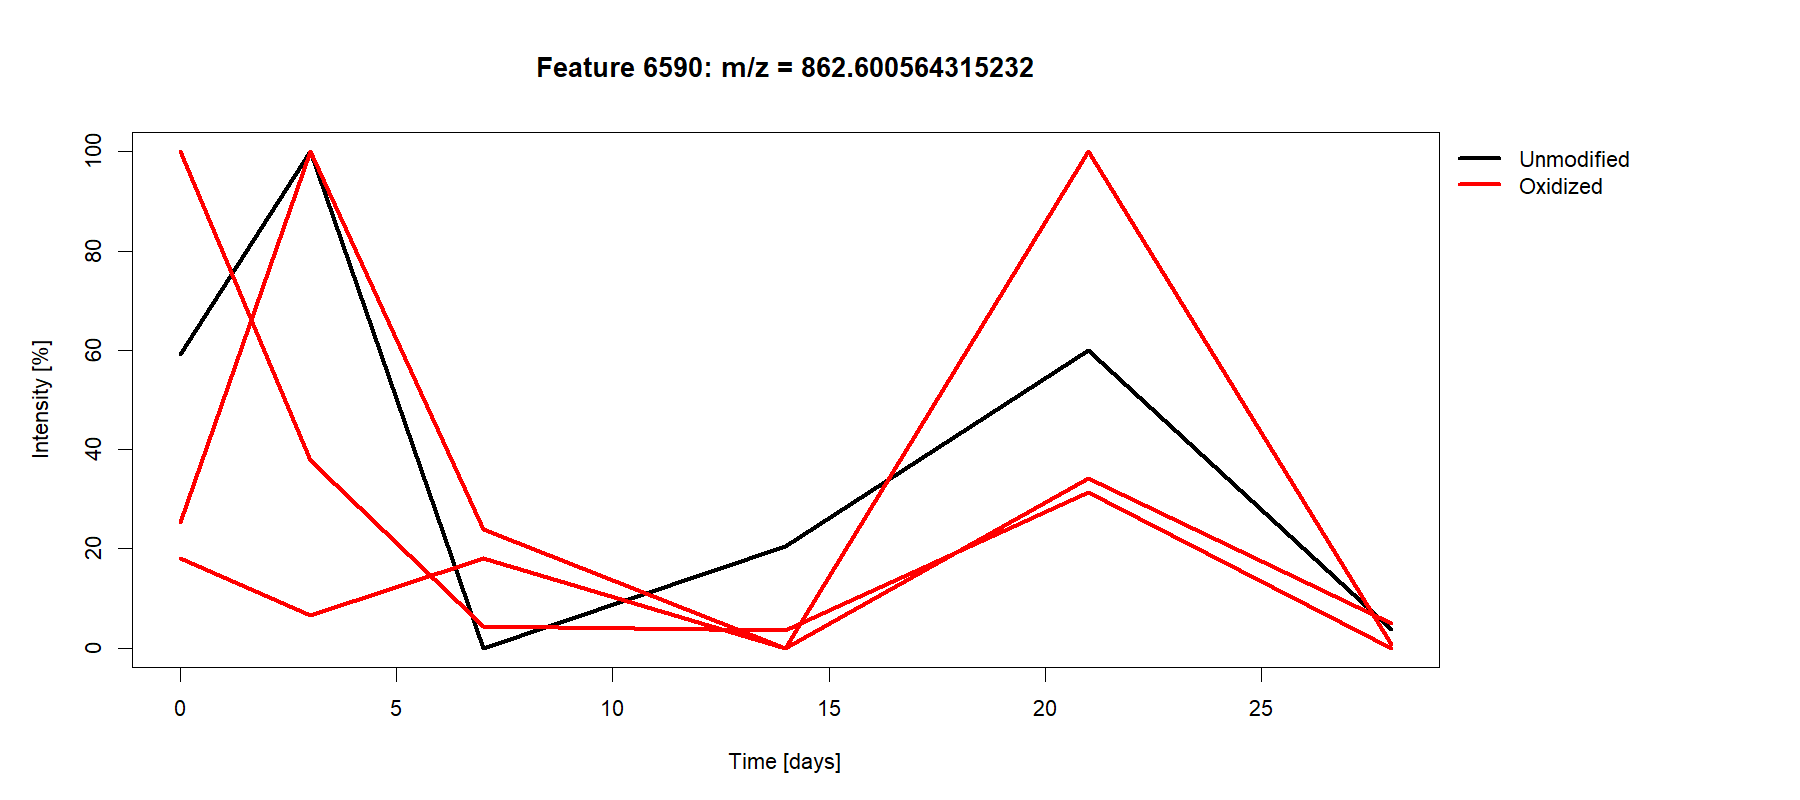 Feature 6590: m/z = 862.600564315232
Unmodified
Oxidized
Intensity [%]
100
80
60
40
20
0
0 5 10 15 20 25
Time [days]